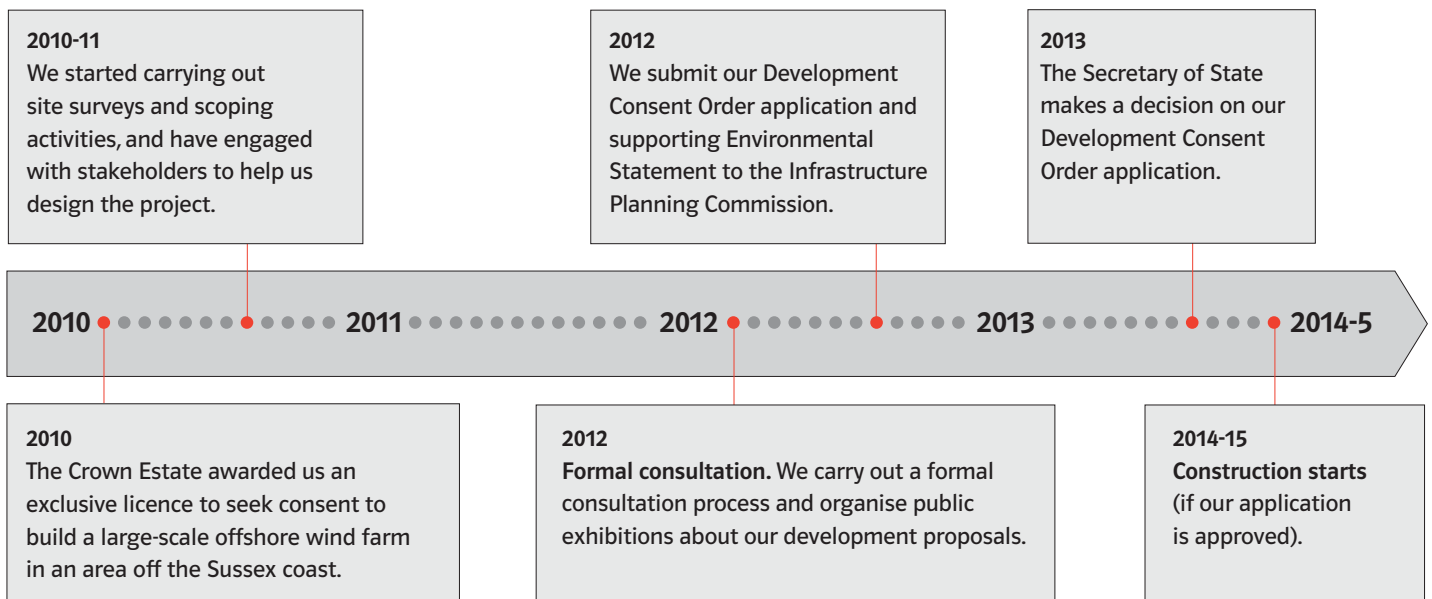 2010-11
We started carrying out
site surveys and scoping
activities, and have engaged
with stakeholders to help us
design the project.
2012
We submit our Development
Consent Order application and
supporting Environmental
Statement to the Infrastructure
Planning Commission.
2013
The Secretary of State
makes a decision on our
Development Consent
Order application.
2010 2011 2012 2013 2014-5
2010
The Crown Estate awarded us an
exclusive licence to seek consent to
build a large-scale offshore wind farm
in an area off the Sussex coast.
2012
Formal consultation. We carry out a formal
consultation process and organise public
exhibitions about our development proposals.
2014-15
Construction starts
(if our application
is approved).